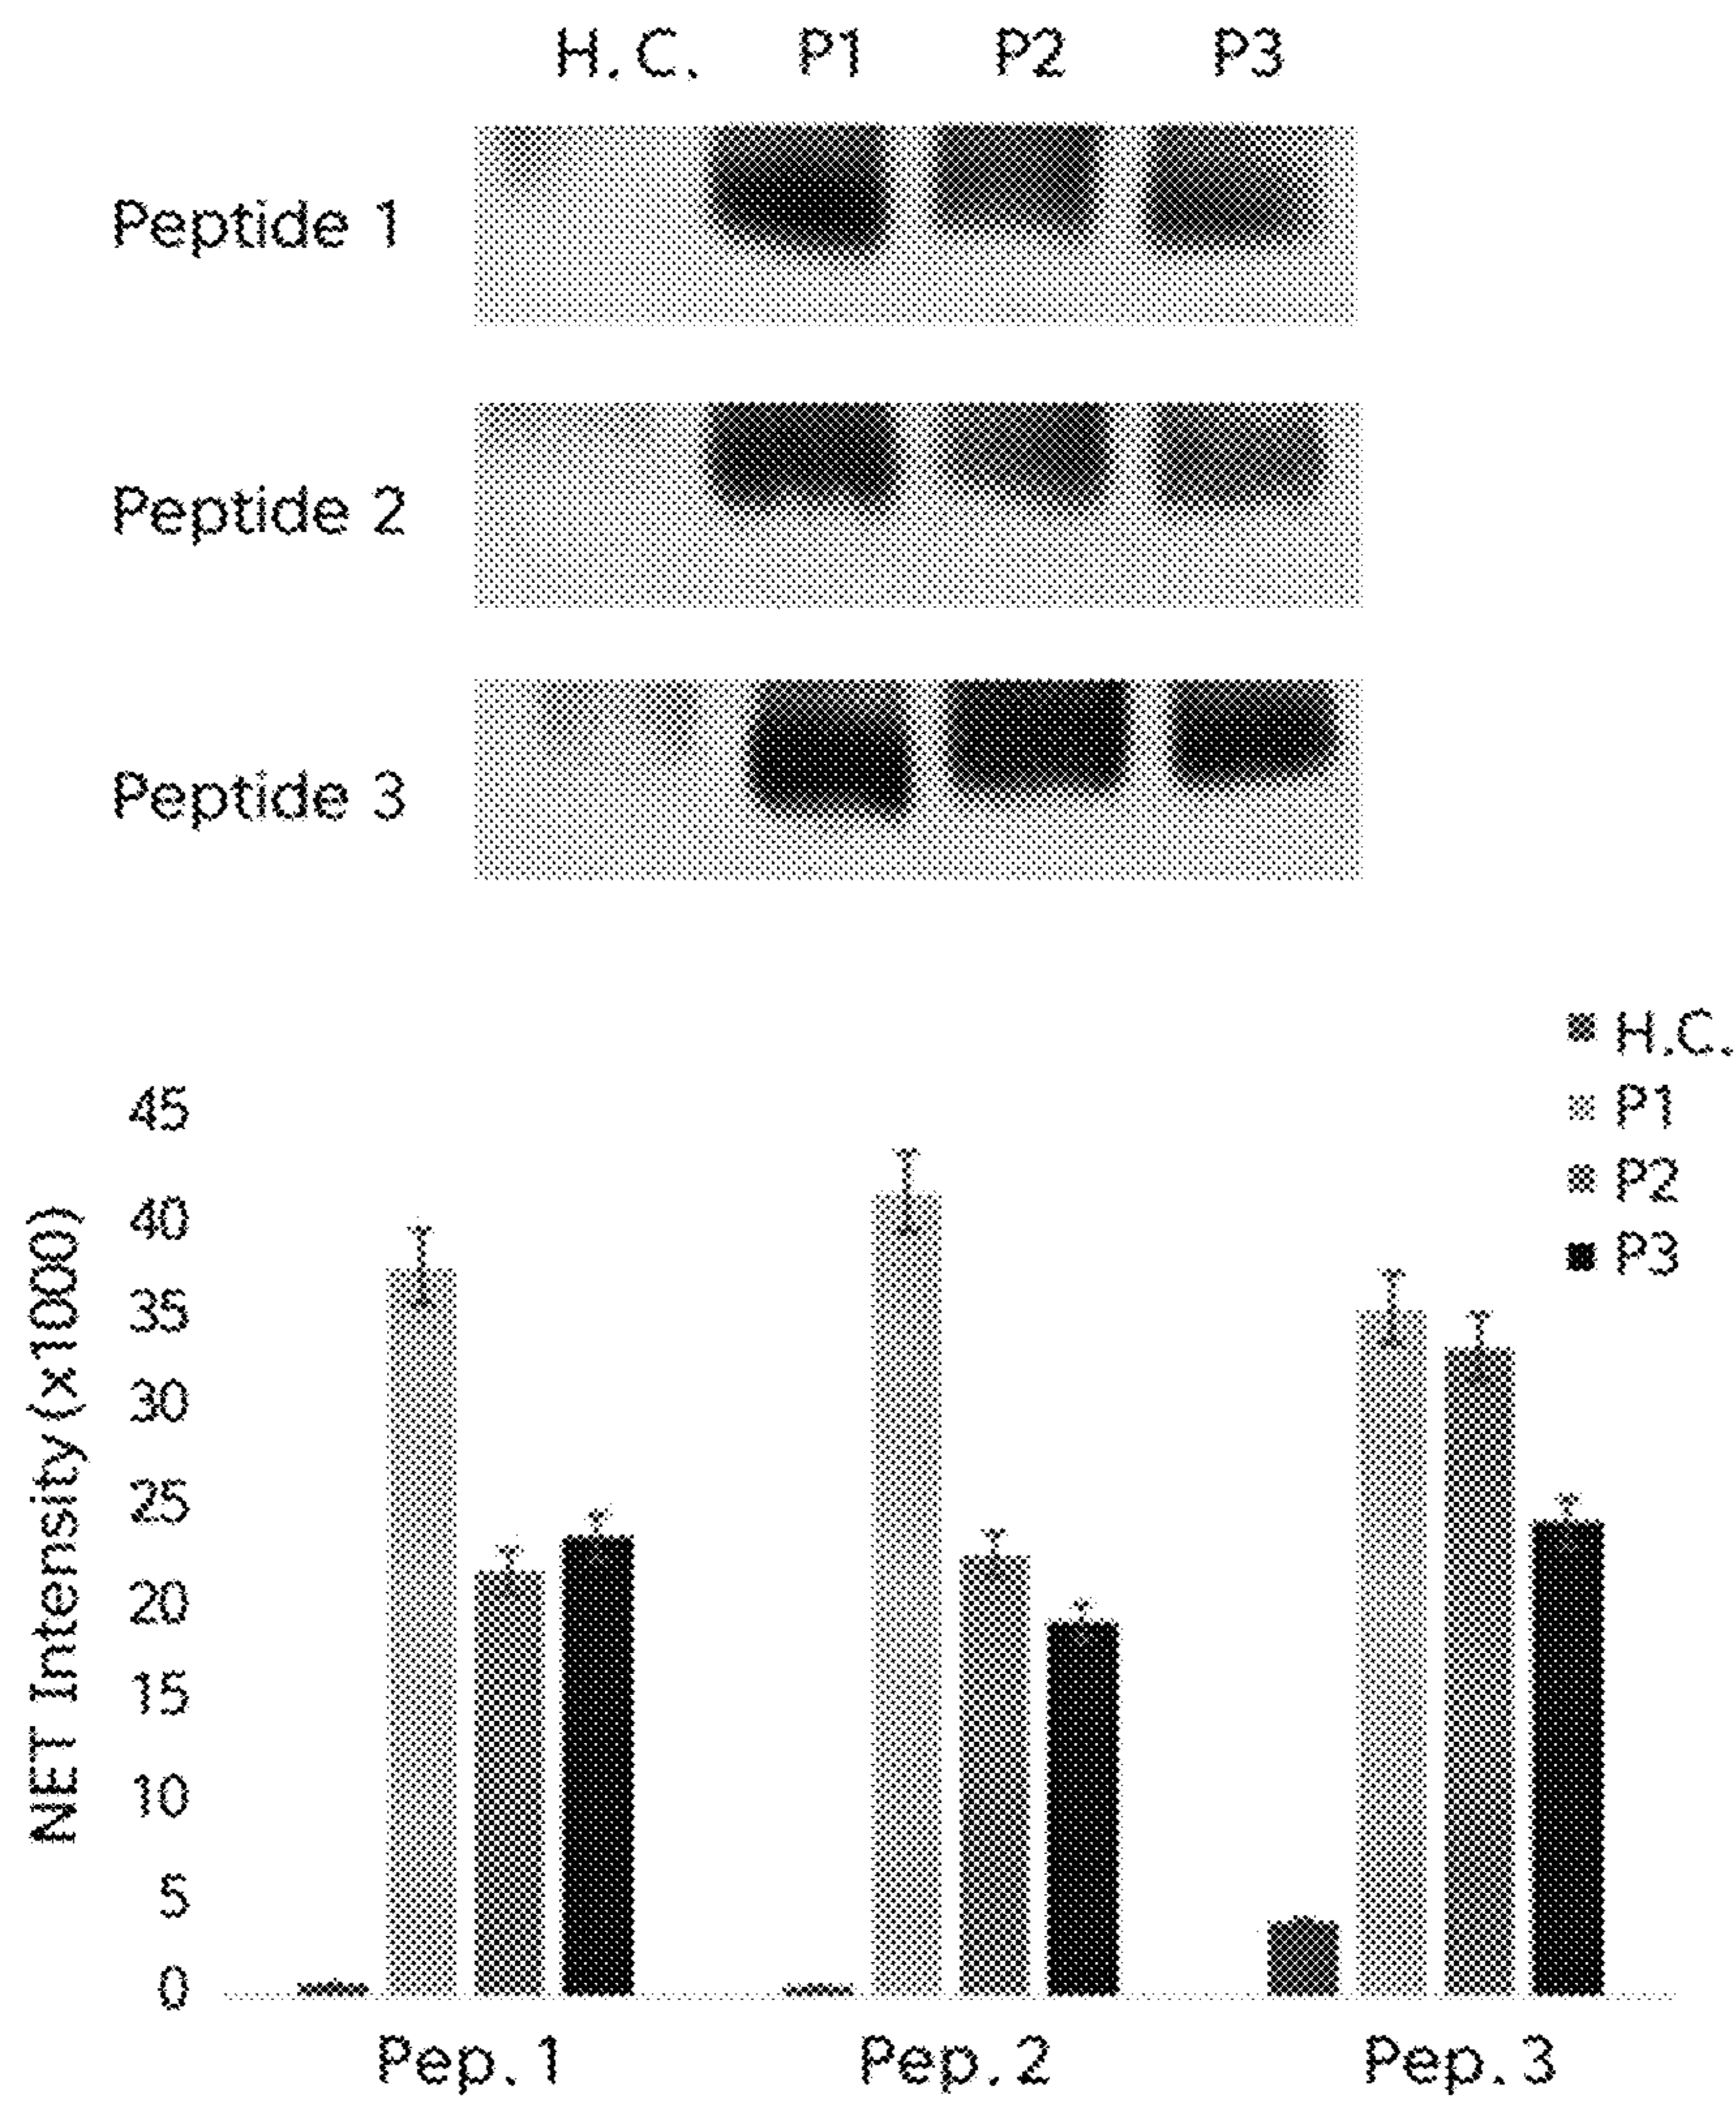 H.C. P1 P2 P3
Peptide 1
Peptide 2
Peptide 3
H.C.
P1
P2
P3
NET Intensity (x1000)
45
40
35
30
25
20
15
10
5
0
Pep.1 Pep.2 Pep.3